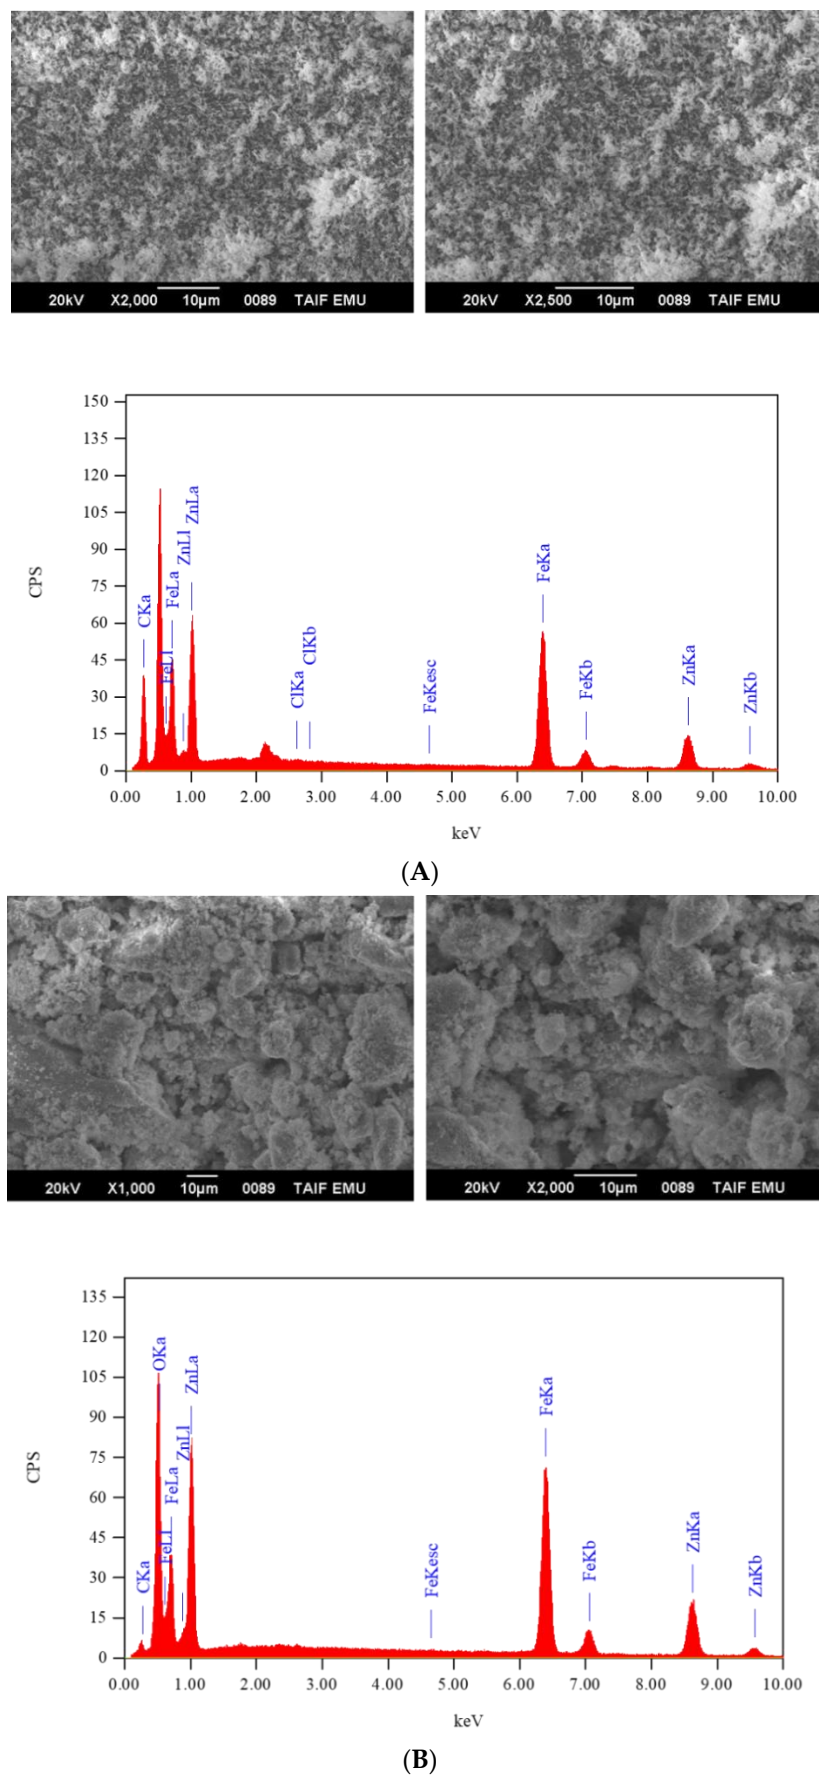 20kV X2,000 10µm 0089 TAIF EMU
20kV X2,500 10µm 0089 TAIF EMU
150
135
120
105
90
75
60
45
30
15
0
CPS
CKa
FeLl
FeLa
ZnLl
ZnLa
ClKa
ClKb
FeKesc
FeKa
FeKb
ZnKa
ZnKb
0.00 1.00 2.00 3.00 4.00 5.00 6.00 7.00 8.00 9.00 10.00
keV
(A)
20kV X1,000 10µm 0089 TAIF EMU
20kV X2,000 10µm 0089 TAIF EMU
135
120
105
90
75
60
45
30
15
0
CPS
CKa
OKa
FeLl
FeLa
ZnLl
ZnLa
FeKesc
FeKa
FeKb
ZnKa
ZnKb
0.00 1.00 2.00 3.00 4.00 5.00 6.00 7.00 8.00 9.00 10.00
keV
(B)